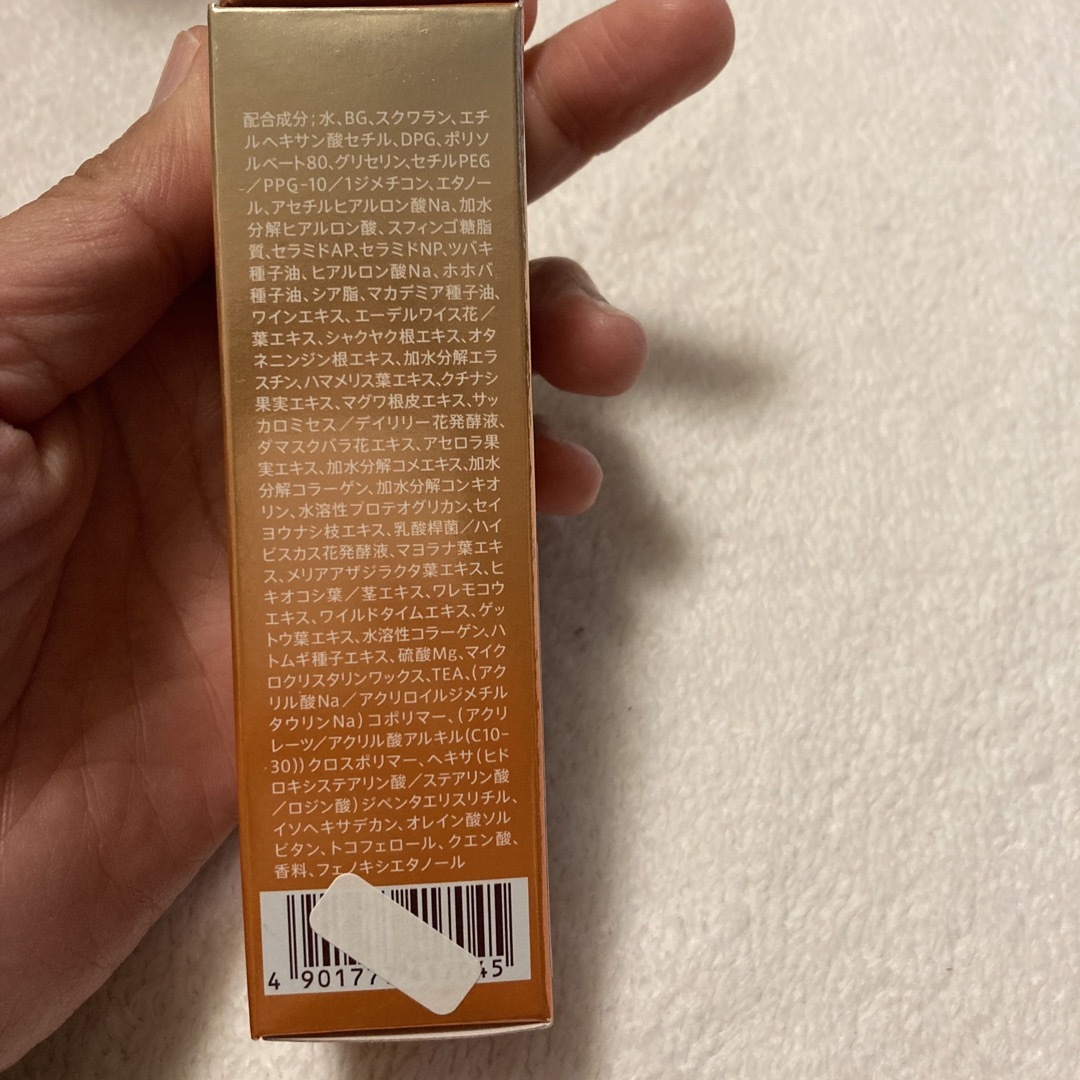 配合成分;水、BG、スクワラン、エチ
ルヘキサン酸セチル、DPG、ポリソ
ルベート80、グリセリン、セチルPEG
/PPG-10/1ジメチコン、エタノー
ル、アセチルヒアルロン酸Na、加水
分解ヒアルロン酸、スフィンゴ糖脂
質、セラミドAP、セラミドNP、ツバキ
種子油、ヒアルロン酸Na、ホホバ
種子油、シア脂、マカデミア種子油、
ワインエキス、エーデルワイス花/
葉エキス、シャクヤク根エキス、オタ
ネニンジン根エキス、加水分解エラ
スチン、ハマメリス葉エキス、クチナシ
果実エキス、マグワ根皮エキス、サッ
カロミセス/デイリリー花発酵液、
ダマスクバラ花エキス、アセロラ果
実エキス、加水分解コメエキス、加水
分解コラーゲン、加水分解コンキオ
リン、水溶性プロテオグリカン、セイ
ヨウナシ枝エキス、乳酸桿菌/ハイ
ビスカス花発酵液、マヨラナ葉エキ
ス、メリアアザジラクタ葉エキス、ヒ
キオコシ葉/茎エキス、ワレモコウ
エキス、ワイルドタイムエキス、ゲッ
トウ葉エキス、水溶性コラーゲン、ハ
トムギ種子エキス、硫酸Mg、マイク
ロクリスタリンワックス、TEA、(アク
リル酸Na/アクリロイルジメチル
タウリンNa)コポリマー、(アクリ
レーツ/アクリル酸アルキル(C10-
30))クロスポリマー、ヘキサ(ヒド
ロキシステアリン酸/ステアリン酸
/ロジン酸)ジペンタエリスリチル、
イソヘキサデカン、オレイン酸ソル
ビタン、トコフェロール、クエン酸、
香料、フェノキシエタノール
4 90177 45